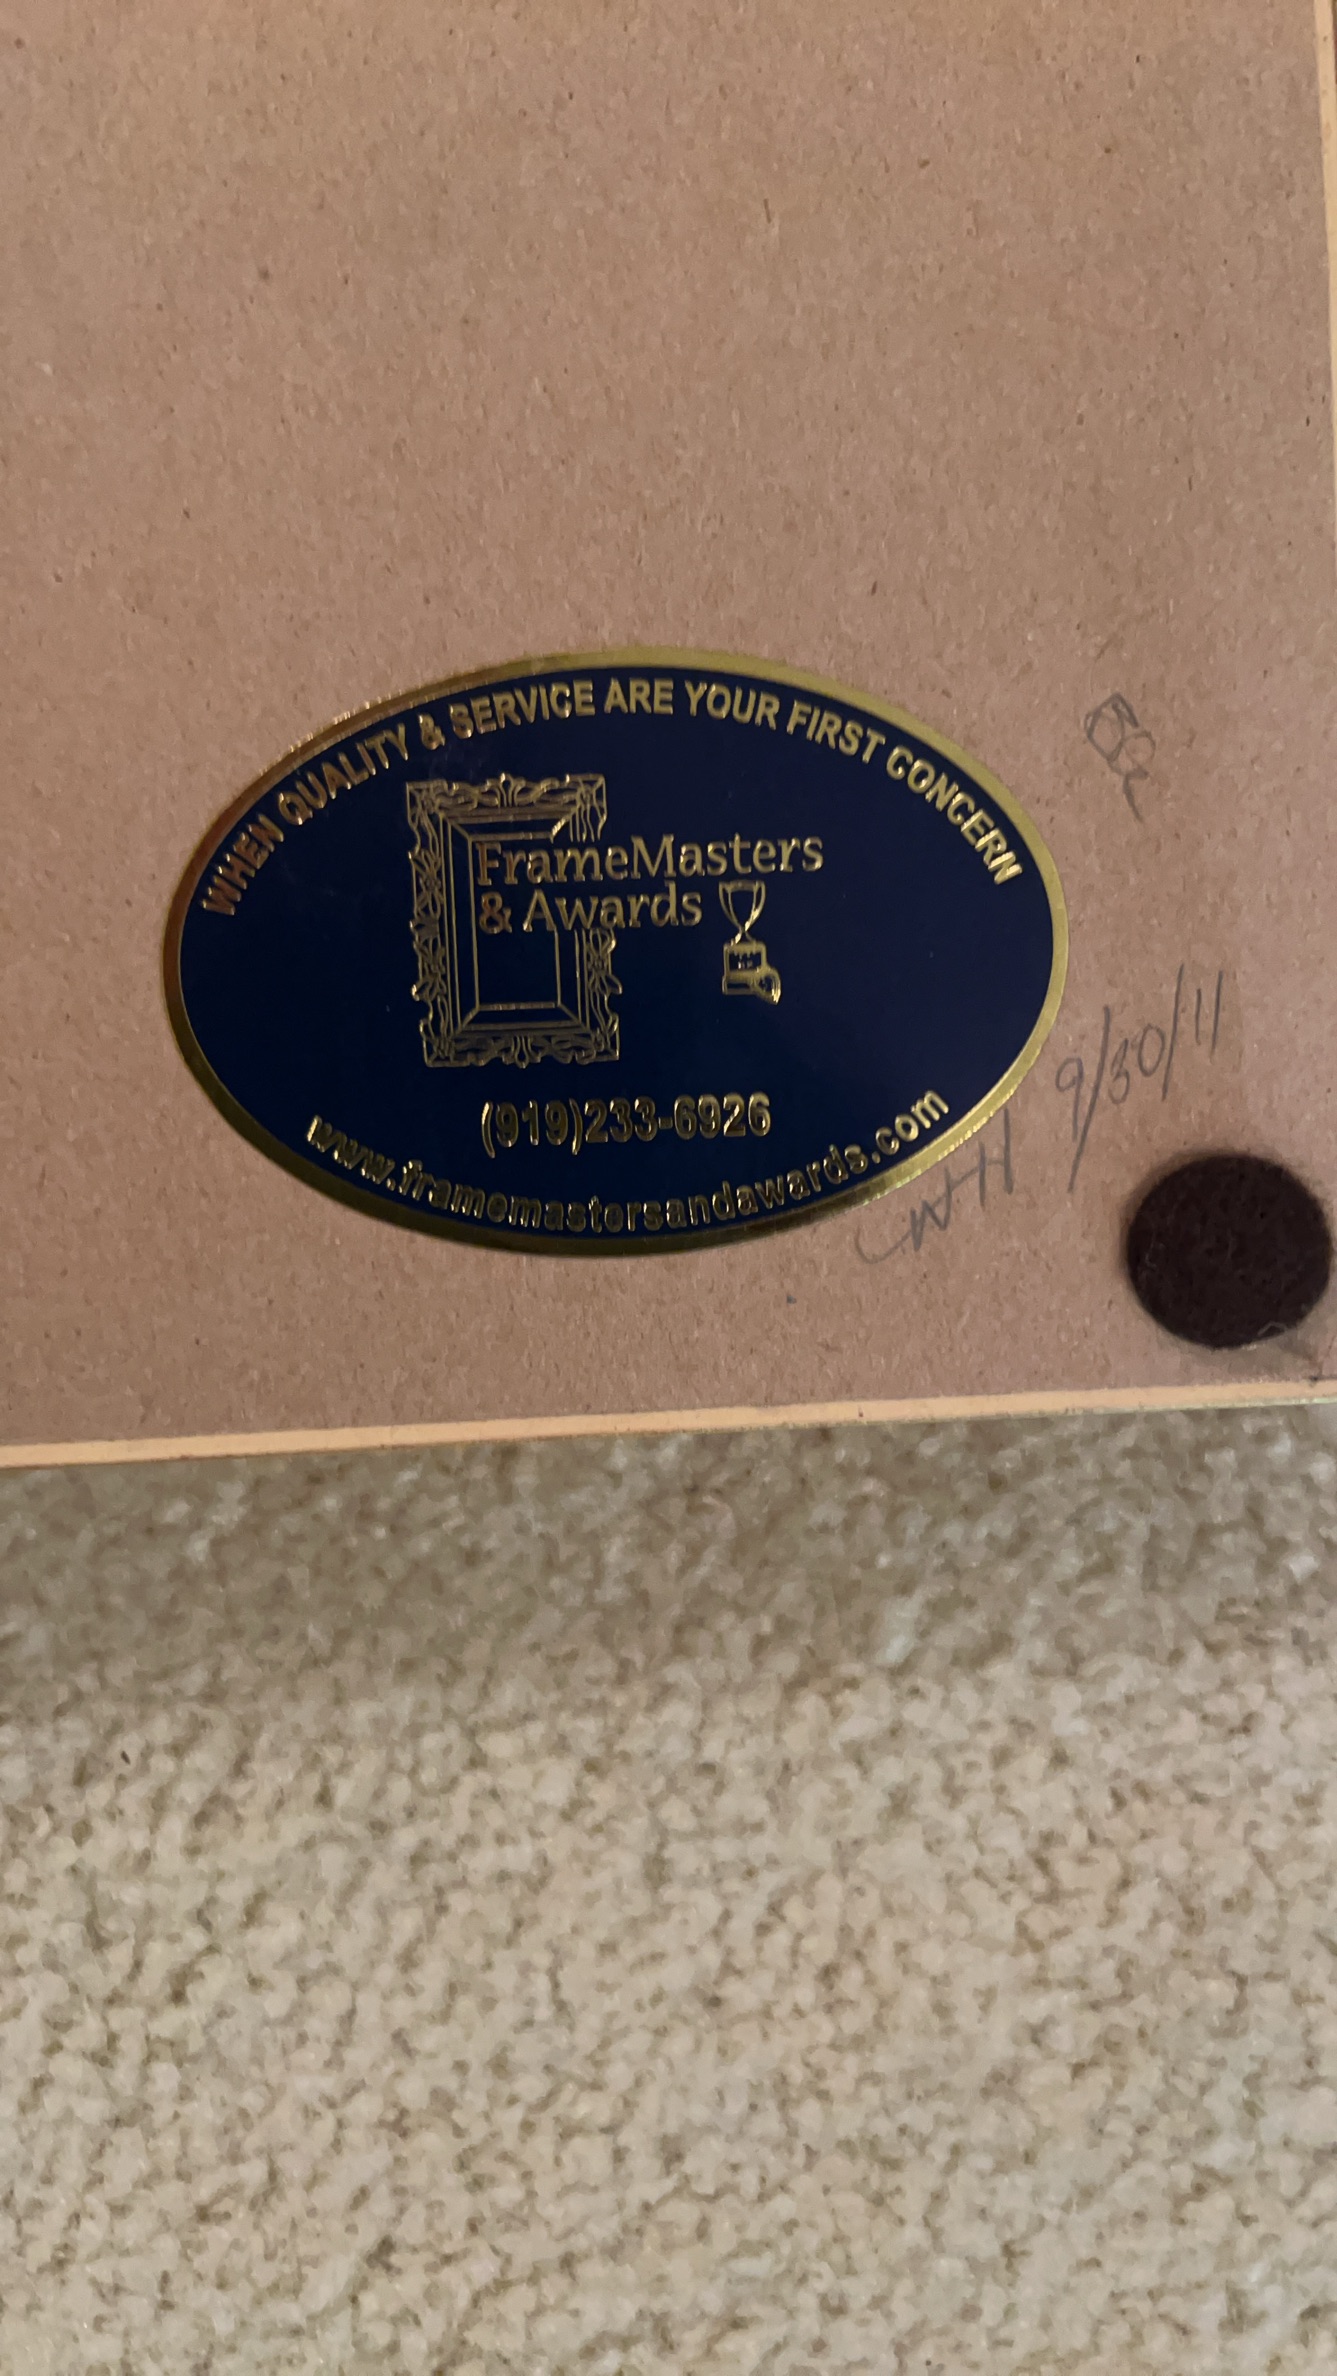 WHEN QUALITY & SERVICE ARE YOUR FIRST CONCERN
FrameMasters
& Awards
(919)233-6926
www.framemastersandawards.com
9/30/11